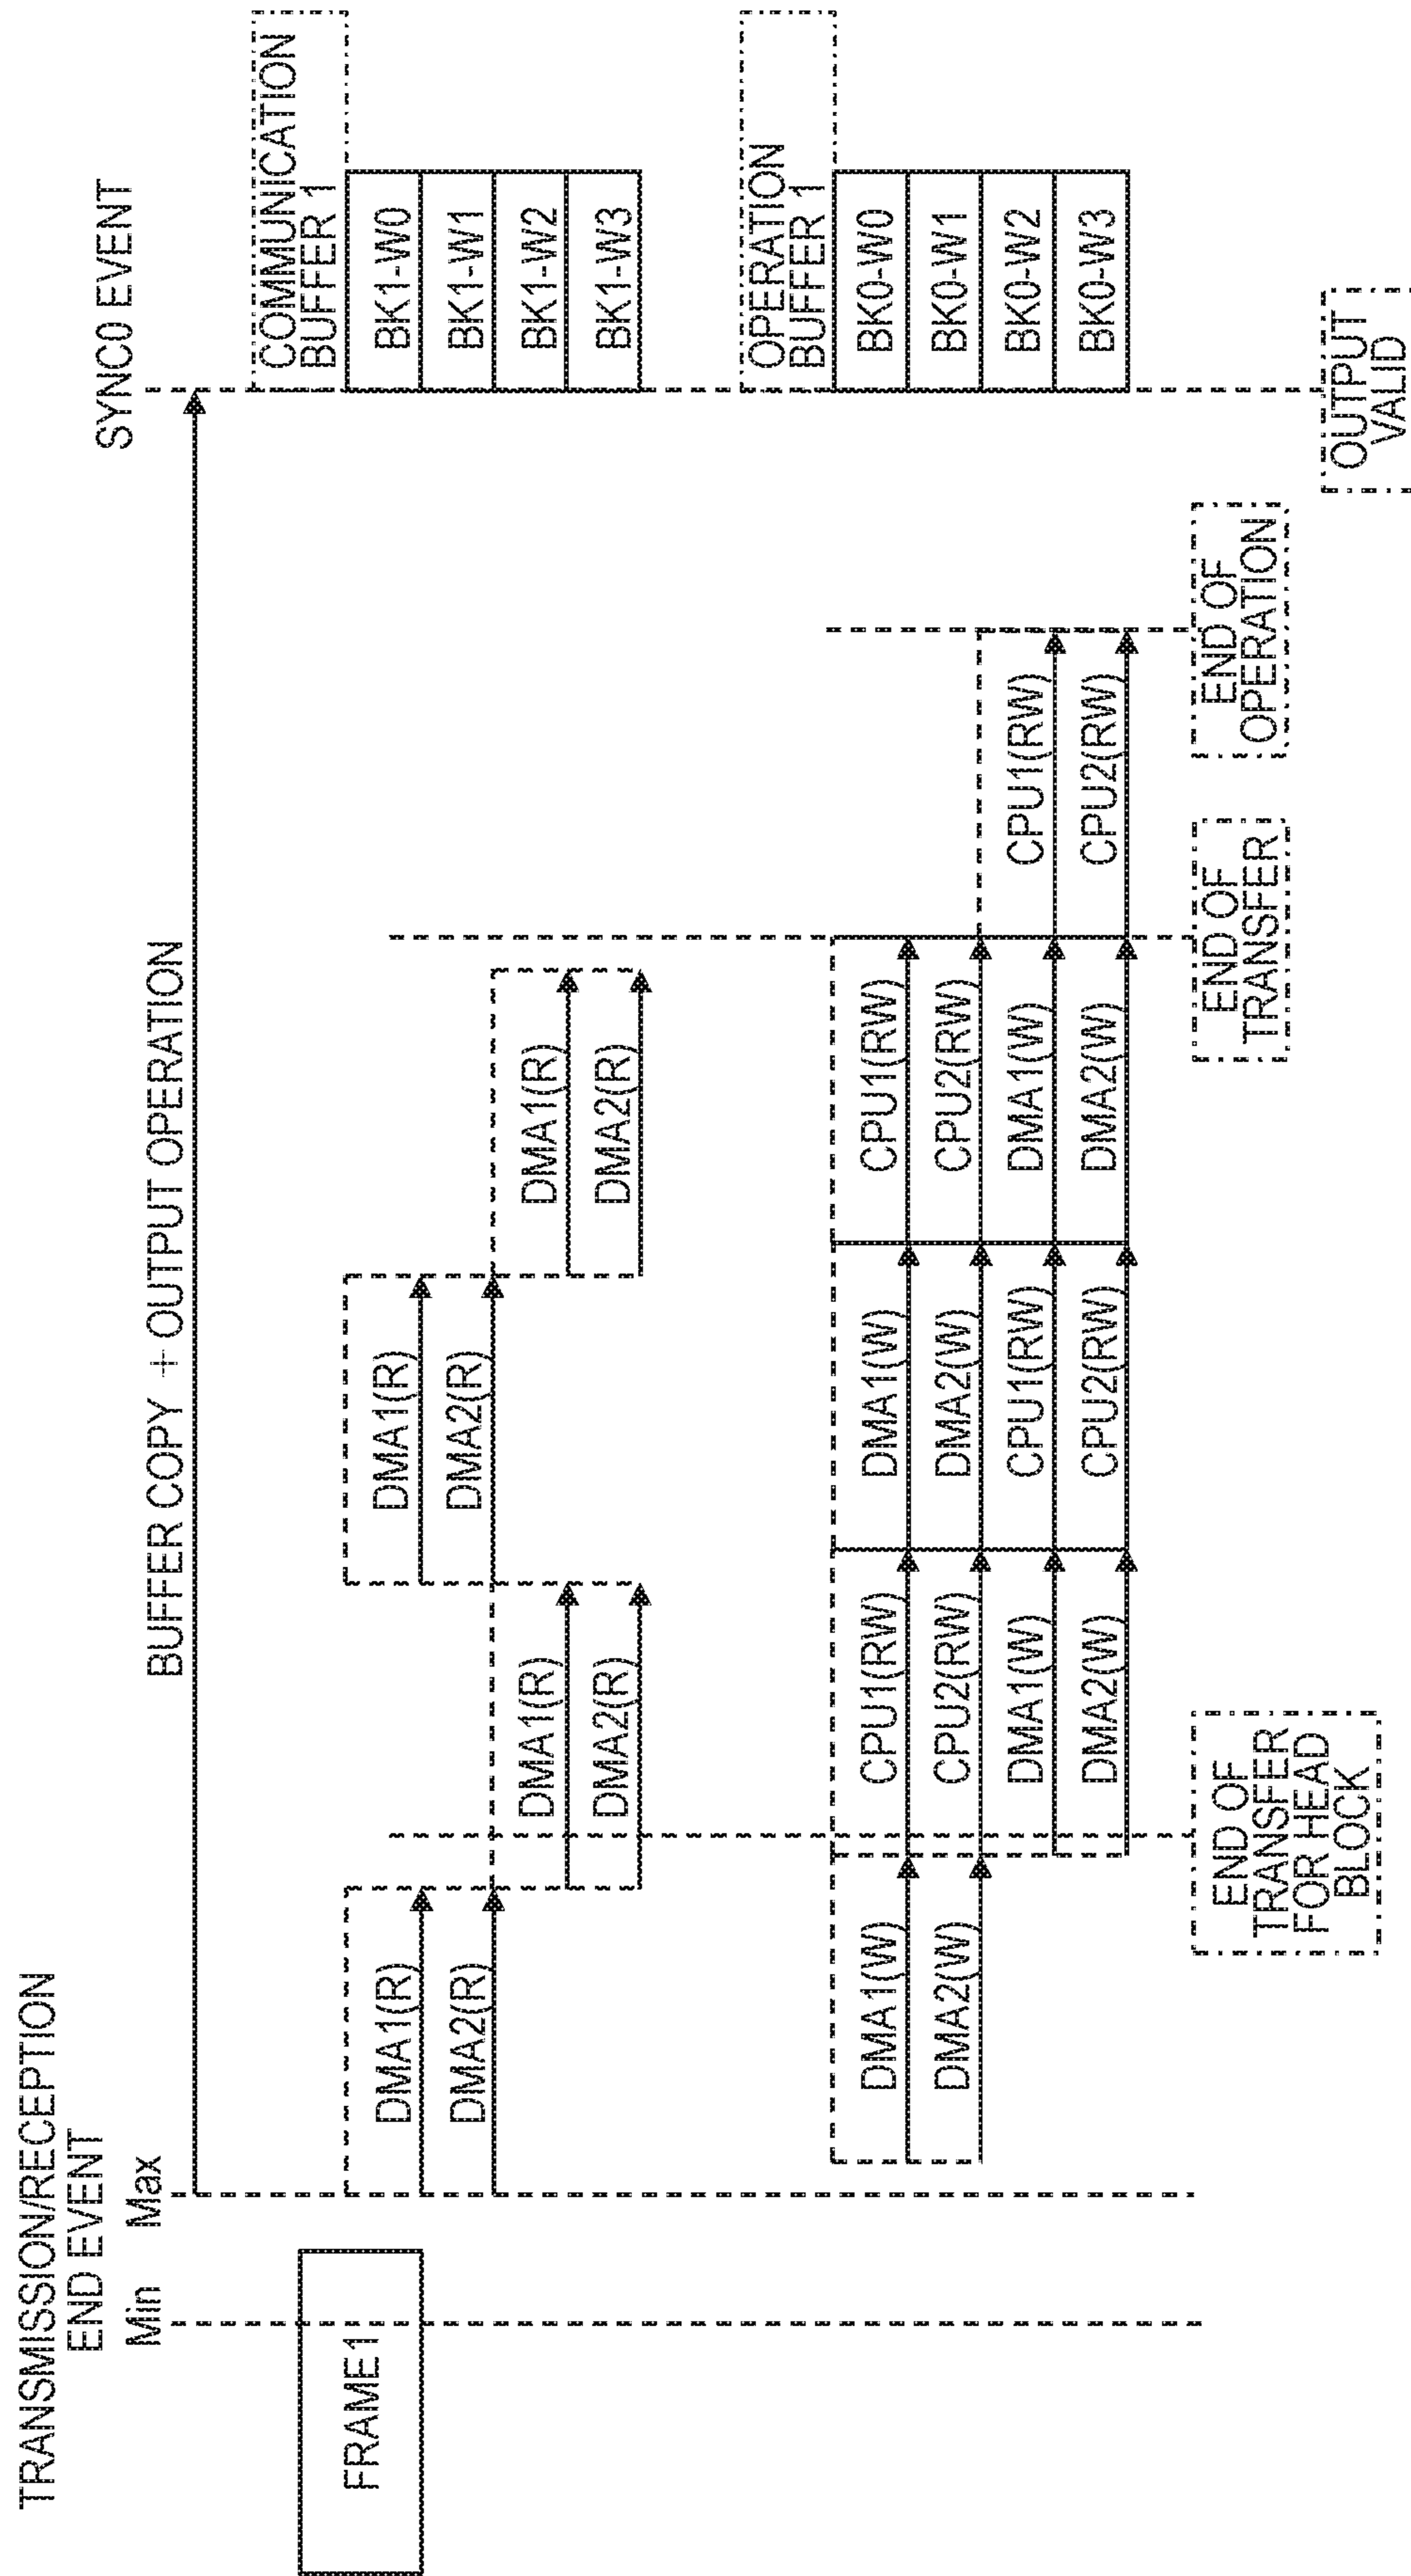 TRANSMISSION/RECEPTION
END EVENT
Min
Max
SYNC0 EVENT
BUFFER COPY + OUTPUT OPERATION
FRAME1
COMMUNICATION
BUFFER 1
DMA1(R)
DMA1(R)
BK1-W0
DMA2(R)
DMA2(R)
BK1-W1
DMA1(R)
DMA1(R)
BK1-W2
DMA2(R)
DMA2(R)
BK1-W3
OPERATION
BUFFER 1
DMA1(W)
CPU1(RW)
DMA1(W)
CPU1(RW)
BK0-W0
DMA2(W)
CPU2(RW)
DMA2(W)
CPU2(RW)
BK0-W1
DMA1(W)
CPU1(RW)
DMA1(W)
CPU1(RW)
BK0-W2
DMA2(W)
CPU2(RW)
DMA2(W)
CPU2(RW)
BK0-W3
END OF
TRANSFER
FOR HEAD
BLOCK
END OF
TRANSFER
END OF
OPERATION
OUTPUT
VALID